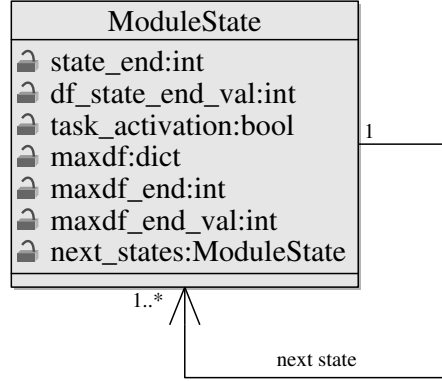 ModuleState
state_end:int
df_state_end_val:int
task_activation:bool
maxdf:dict
maxdf_end:int
maxdf_end_val:int
next_states:ModuleState
1
1..*
next state